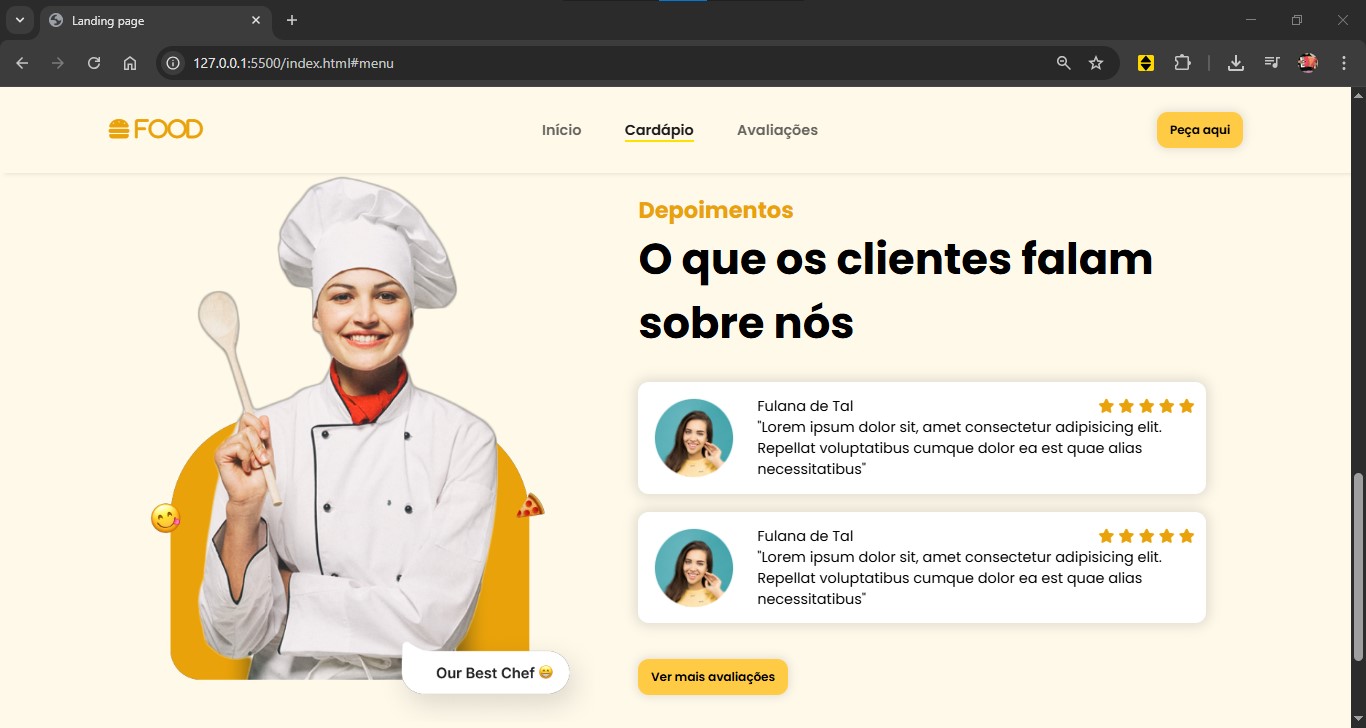 Landing page
127.0.0.1:5500/index.html#menu
FOOD
Início
Cardápio
Avaliações
Peça aqui
Depoimentos
O que os clientes falam
sobre nós
Fulana de Tal
"Lorem ipsum dolor sit, amet consectetur adipisicing elit.
Repellat voluptatibus cumque dolor ea est quae alias
necessitatibus"
Fulana de Tal
"Lorem ipsum dolor sit, amet consectetur adipisicing elit.
Repellat voluptatibus cumque dolor ea est quae alias
necessitatibus"
Our Best Chef 😄
Ver mais avaliações